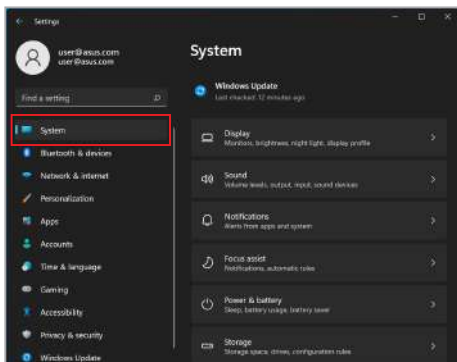 Settings
user@asus.com
user@asus.com
Find a setting
System
Bluetooth & devices
Network & internet
Personalization
Apps
Accounts
Time & language
Gaming
Accessibility
Privacy & security
Windows Update
System
Windows Update
Last checked: 12 minutes ago
Display
Monitors, brightness, night light, display profile
Sound
Volume levels, output, input, sound devices
Notifications
Alerts from apps and system
Focus assist
Notifications, automatic rules
Power & battery
Sleep, battery usage, battery saver
Storage
Storage space, drives, configuration rules